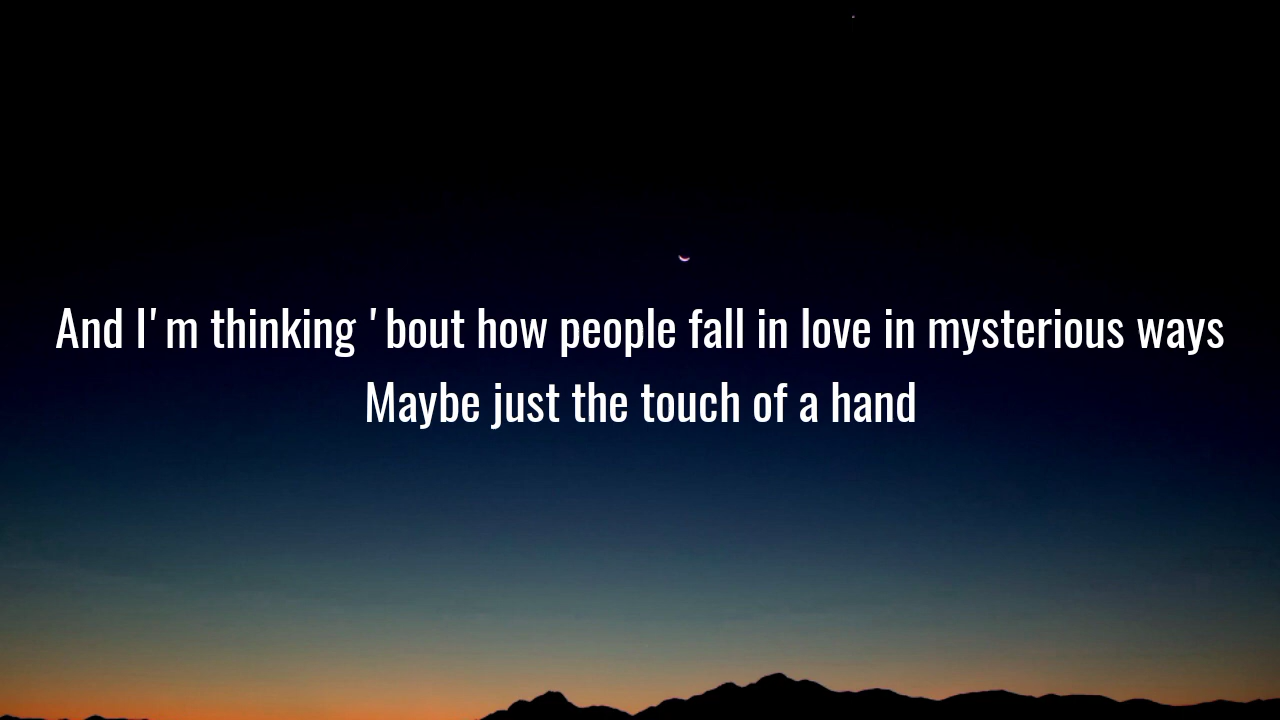 And I'm thinking 'bout how people fall in love in mysterious ways
Maybe just the touch of a hand